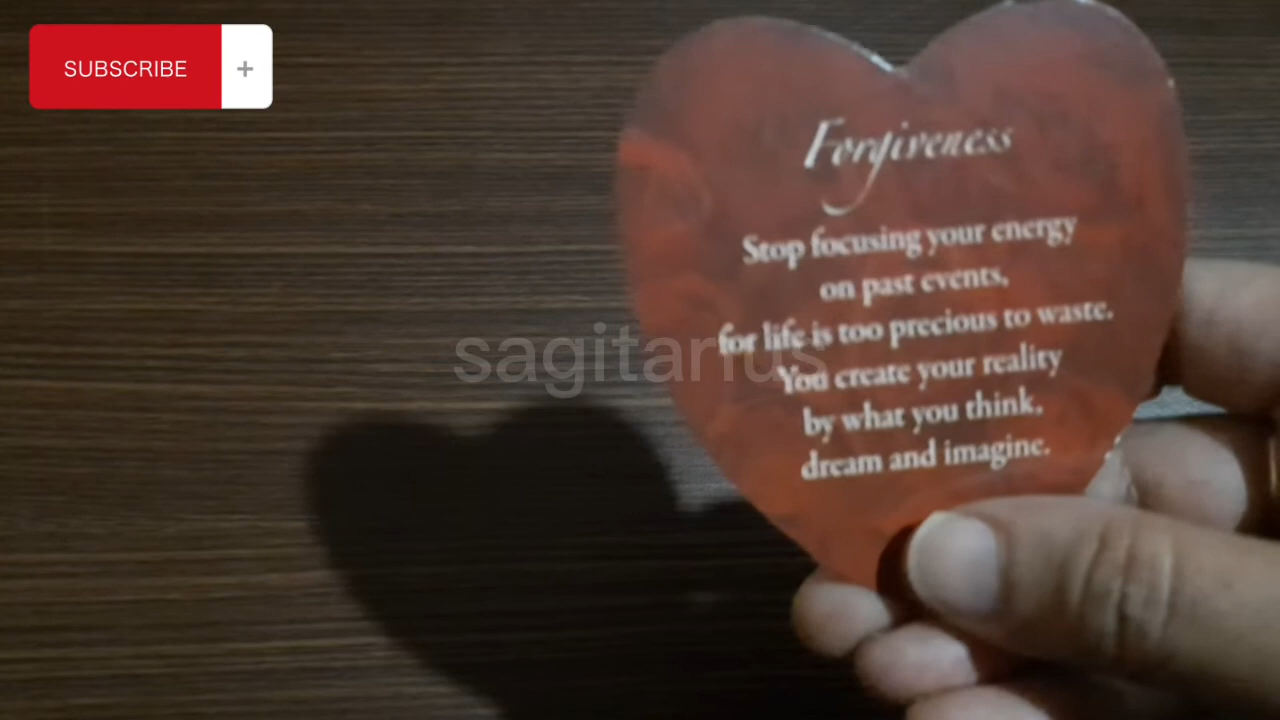 SUBSCRIBE +
Forgiveness
Stop focusing your energy
on past events,
for life is too precious to waste.
sagitarius
You create your reality
by what you think,
dream and imagine.